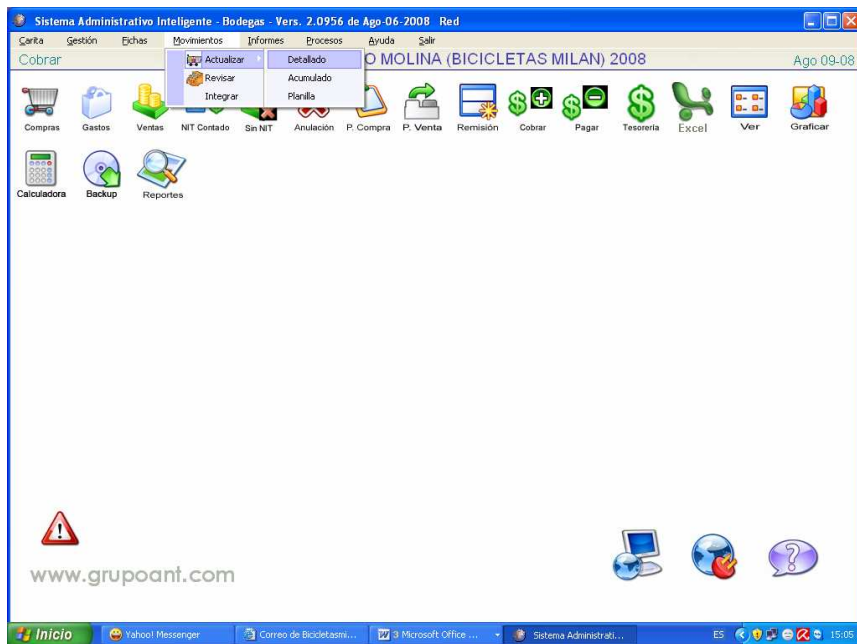 Sistema Administrativo Inteligente - Bodegas - Vers. 2.0956 de Ago-06-2008 Red
Carita Gestión Fichas Movimientos Informes Procesos Ayuda Salir
Cobrar O MOLINA (BICICLETAS MILAN) 2008 Ago 09-08
Actualizar Detallado
Revisar Acumulado
Integrar Planilla
Compras Gastos Ventas NIT Contado Sin NIT Anulación P. Compra P. Venta Remisión Cobrar Pagar Tesorería Excel Ver Graficar
Calculadora Backup Reportes
www.grupoant.com
Inicio Yahoo! Messenger Correo de Bicicletasmi... 3 Microsoft Office ... Sistema Administrati... ES 15:05